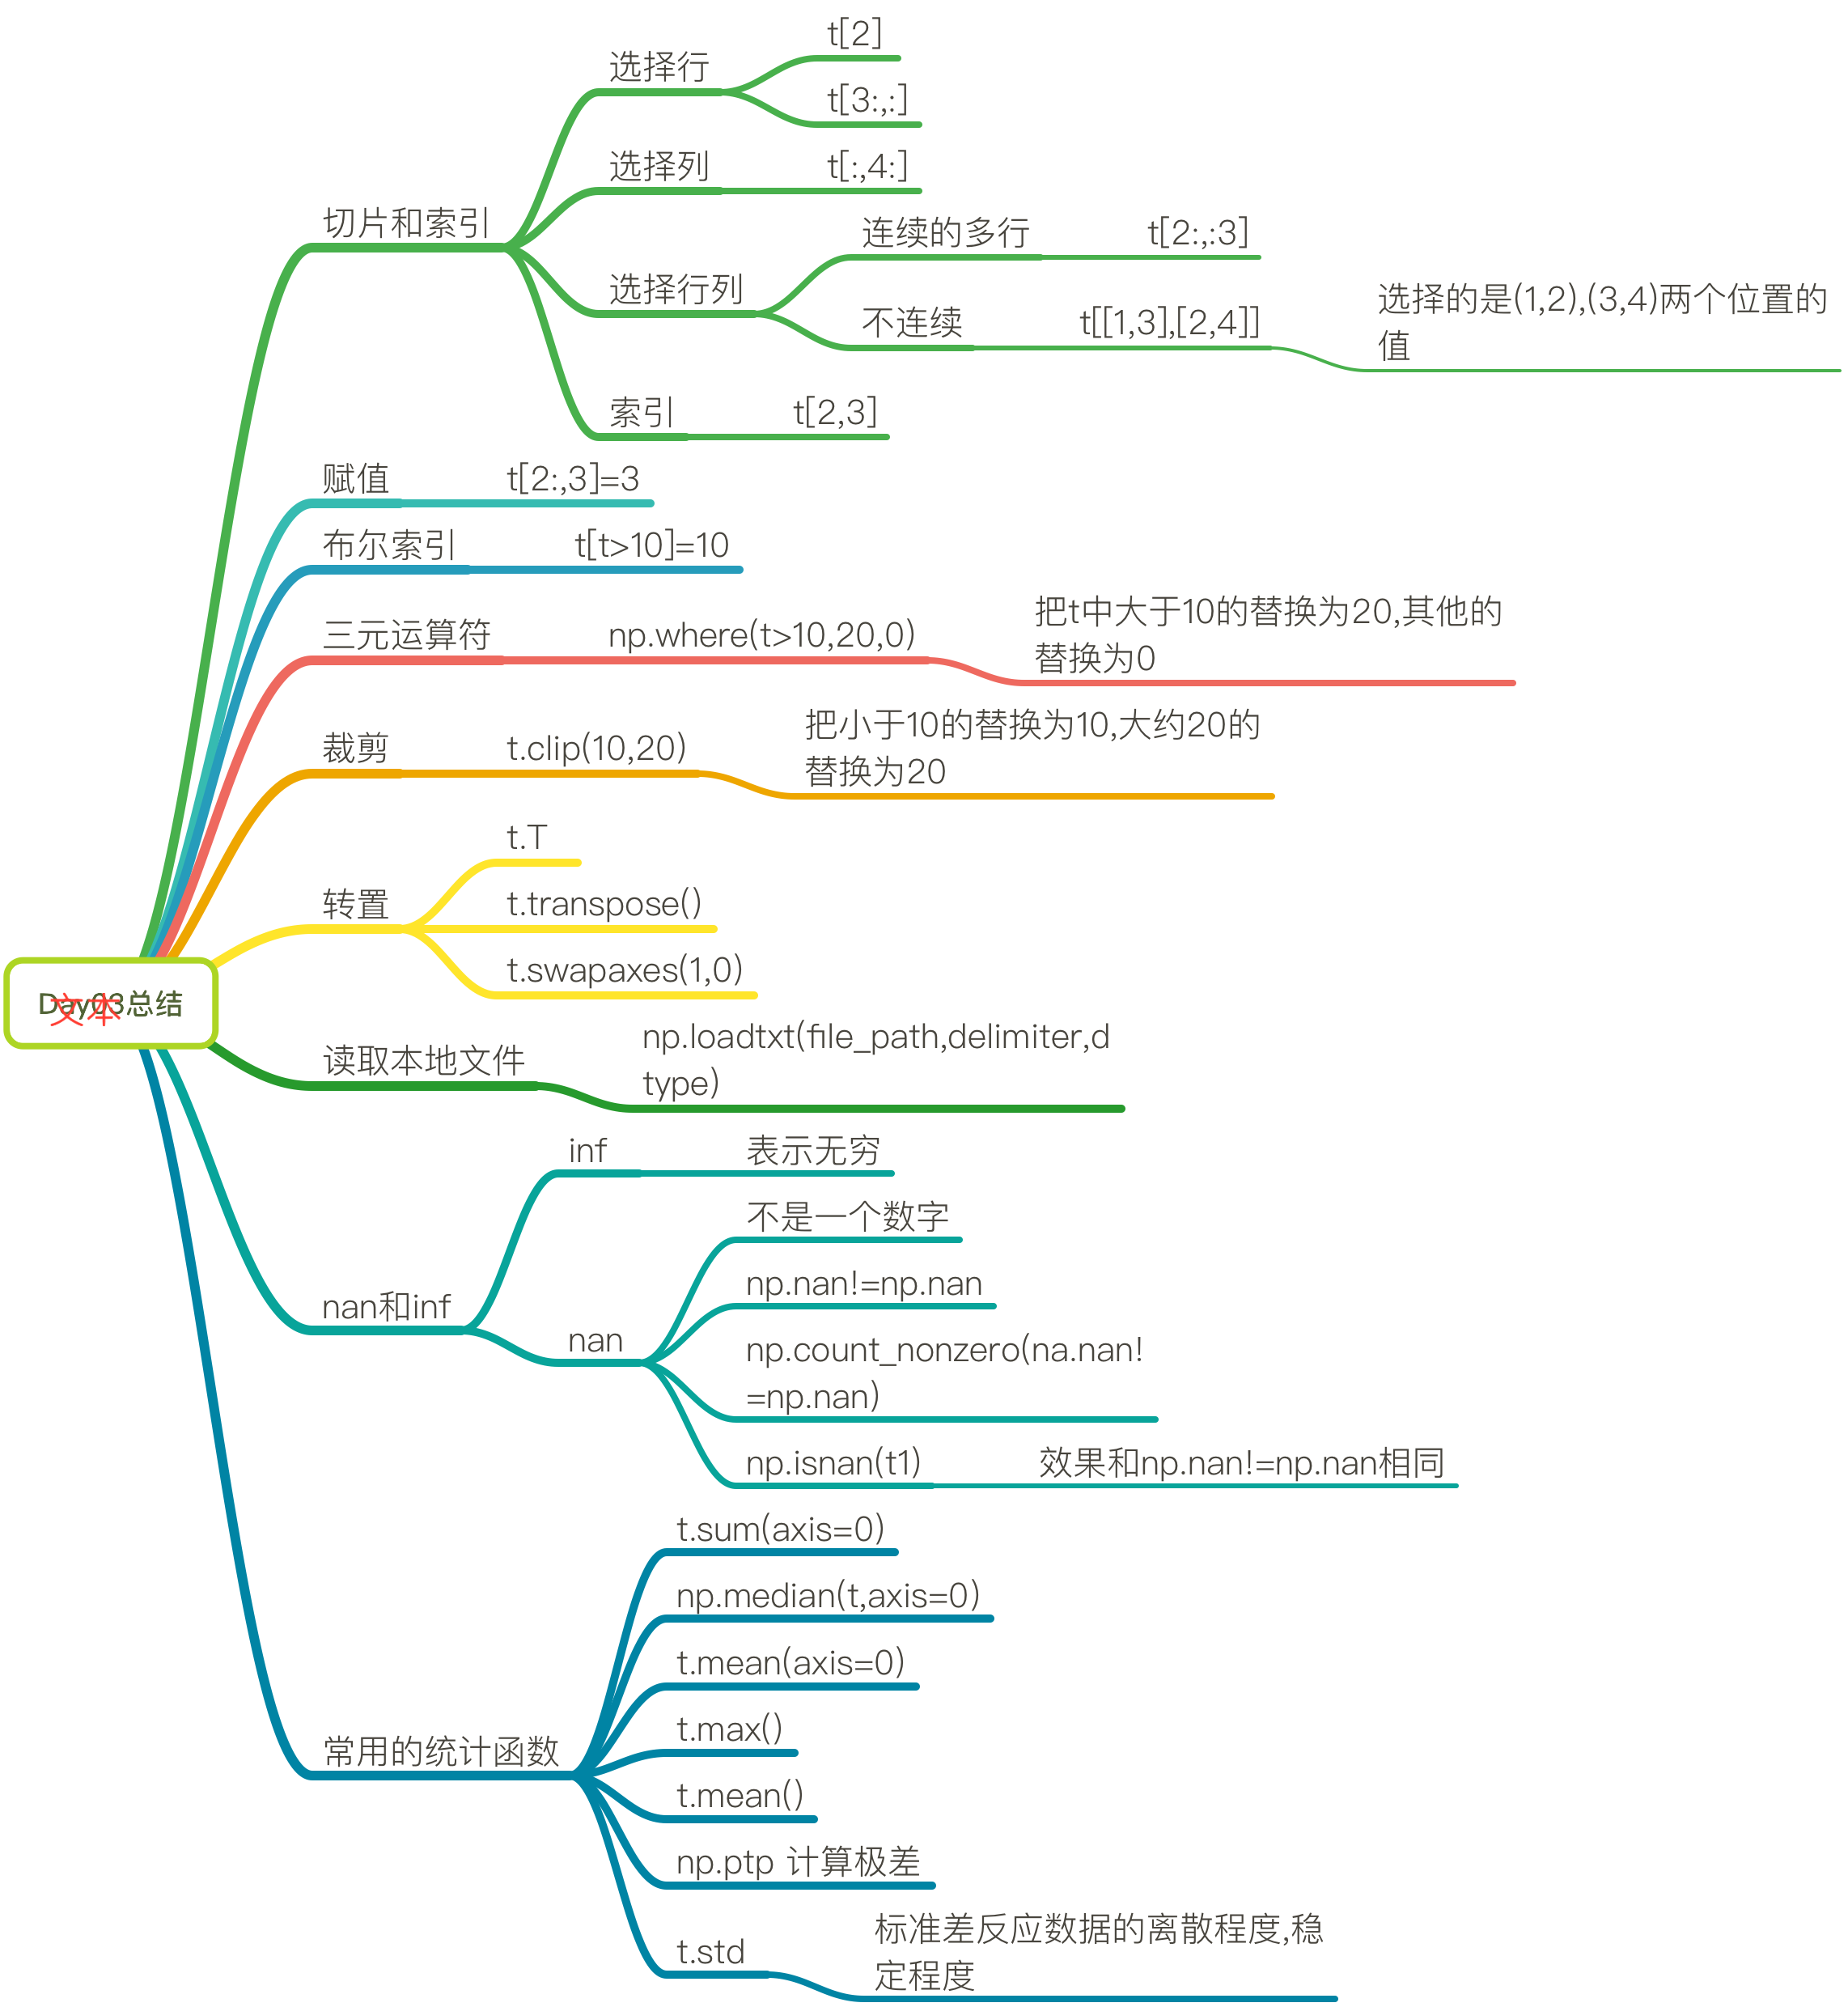 t[2]
选择行
t[3:,:]
选择列
t[:,4:]
切片和索引
连续的多行
t[2:,:3]
选择行列
不连续
t[[1,3],[2,4]]
选择的是(1,2),(3,4)两个位置的
值
索引
t[2,3]
赋值
t[2:,3]=3
布尔索引
t[t>10]=10
三元运算符
np.where(t>10,20,0)
把t中大于10的替换为20,其他的
替换为0
裁剪
t.clip(10,20)
把小于10的替换为10,大约20的
替换为20
t.T
转置
t.transpose()
t.swapaxes(1,0)
Day03总结
文本
读取本地文件
np.loadtxt(file_path,delimiter,d
type)
inf
表示无穷
不是一个数字
nan和inf
np.nan!=np.nan
nan
np.count_nonzero(na.nan!
=np.nan)
np.isnan(t1)
效果和np.nan!=np.nan相同
t.sum(axis=0)
np.median(t,axis=0)
t.mean(axis=0)
t.max()
常用的统计函数
t.mean()
np.ptp 计算极差
t.std
标准差反应数据的离散程度,稳
定程度